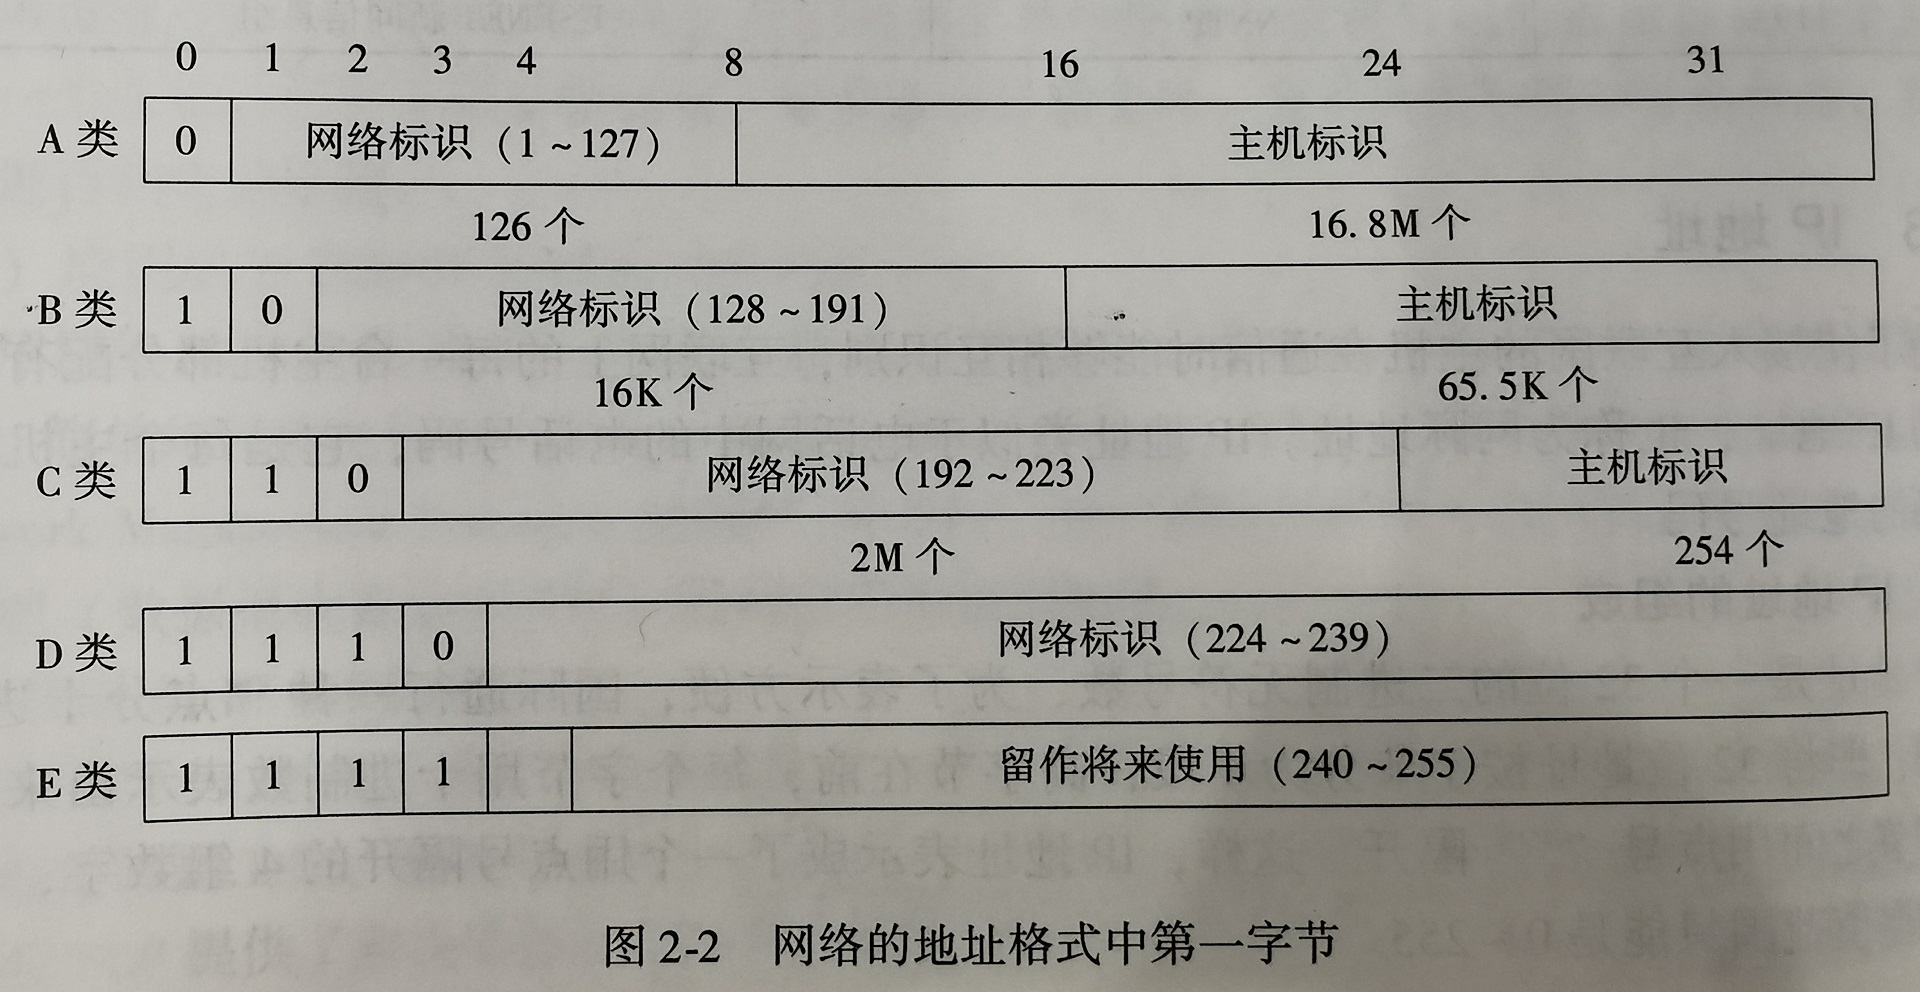 0 1 2 3 4 8 16 24 31
A 类 0 网络标识（1 ~ 127） 主机标识
126 个 16. 8M 个
B 类 1 0 网络标识（128 ~ 191） 主机标识
16K 个 65. 5K 个
C 类 1 1 0 网络标识（192 ~ 223） 主机标识
2M 个 254 个
D 类 1 1 1 0 网络标识（224 ~ 239）
E 类 1 1 1 1 留作将来使用（240 ~ 255）
图 2-2 网络的地址格式中第一字节